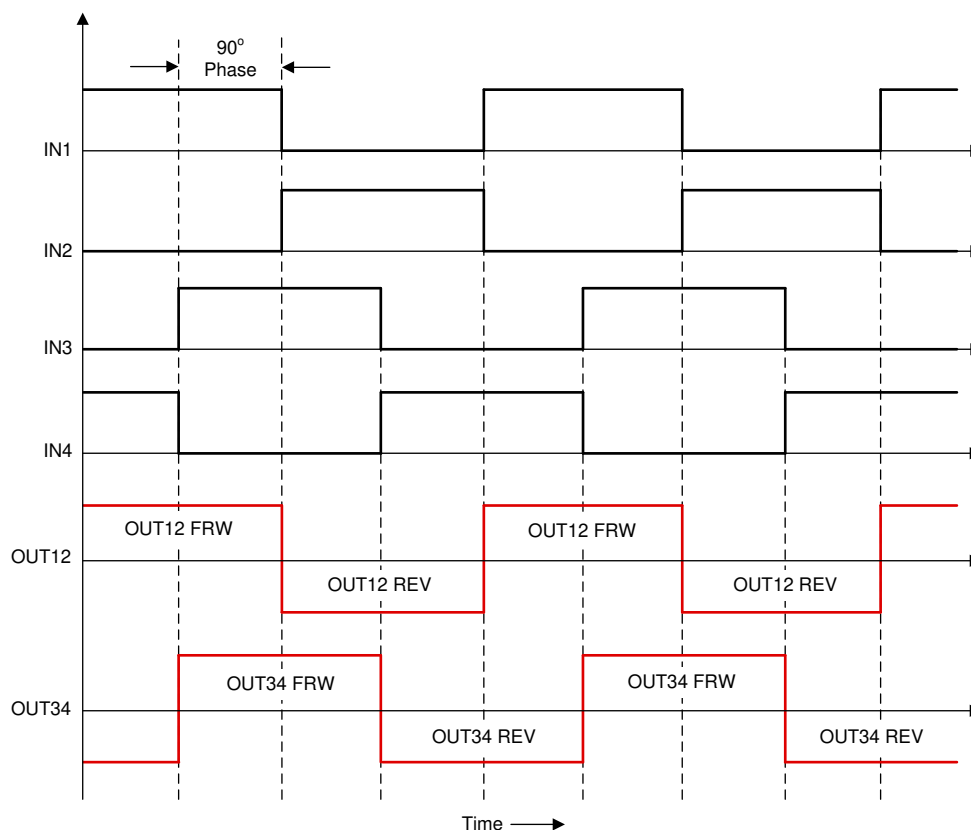 90o
Phase
IN1
IN2
IN3
IN4
OUT12 FRW
OUT12 FRW
OUT12
OUT12 REV
OUT12 REV
OUT34 FRW
OUT34 FRW
OUT34
OUT34 REV
OUT34 REV
Time